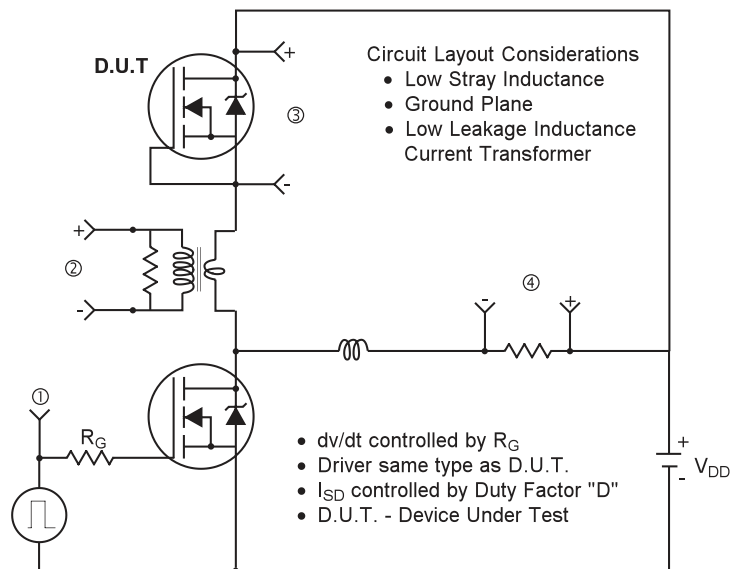 D.U.T
+
③
-
Circuit Layout Considerations
• Low Stray Inductance
• Ground Plane
• Low Leakage Inductance
Current Transformer
+
②
-
-
④
+
①
R_G
• dv/dt controlled by R_G
• Driver same type as D.U.T.
• I_SD controlled by Duty Factor "D"
• D.U.T. - Device Under Test
+
V_DD
-